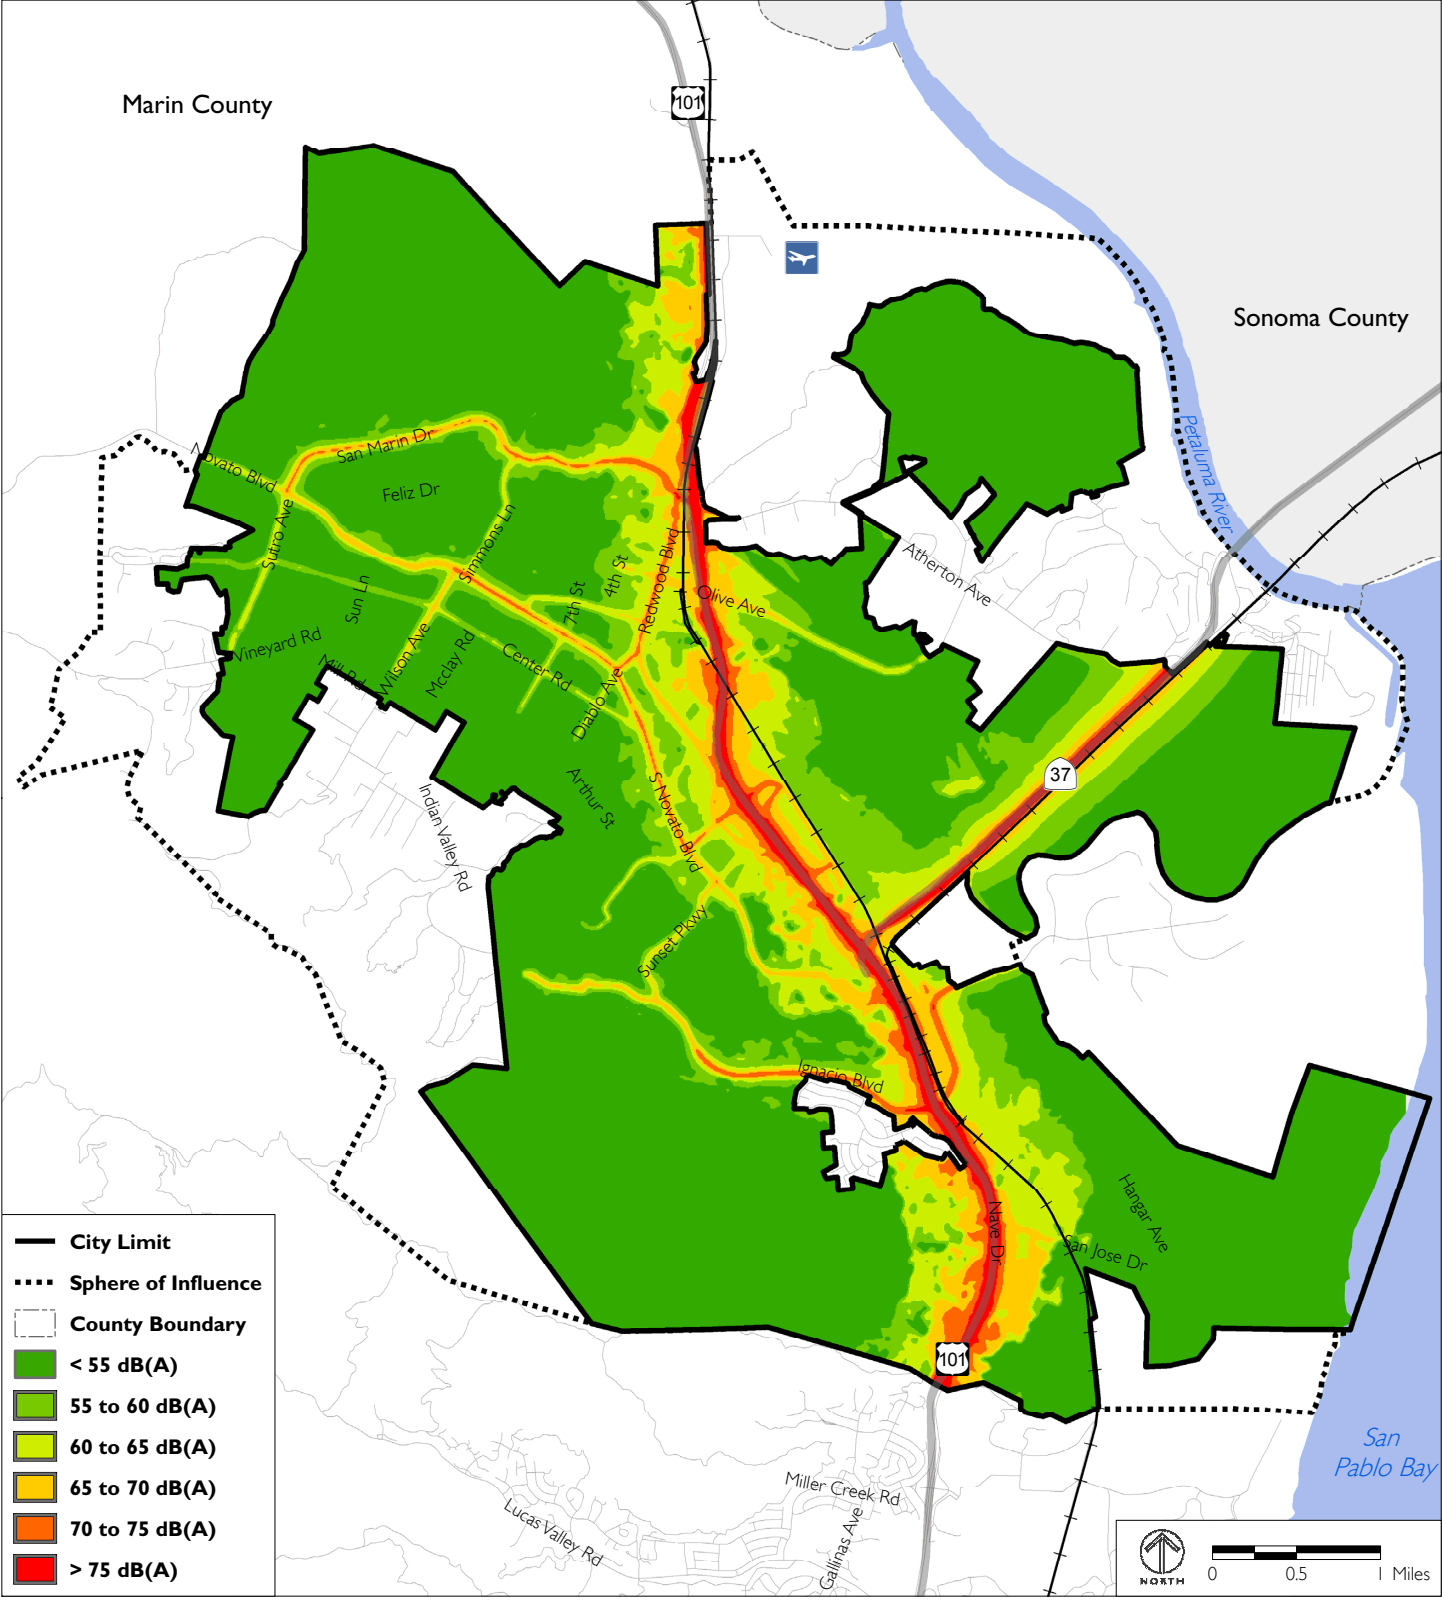 Marin County
101
Sonoma County
Petaluma River
Novato Blvd
San Marin Dr
Feliz Dr
Sutro Ave
Simmons Ln
Sun Ln
7th St
4th St
Redwood Blvd
Olive Ave
Atherton Ave
Vineyard Rd
Mill Rd
Wilson Ave
Mcclay Rd
Center Rd
Diablo Ave
Arthur St
S Novato Blvd
37
Indian Valley Rd
Sunset Pkwy
Ignacio Blvd
Nave Dr
Hangar Ave
San Jose Dr
101
Miller Creek Rd
Lucas Valley Rd
Gallinas Ave
San
Pablo Bay
City Limit
Sphere of Influence
County Boundary
< 55 dB(A)
55 to 60 dB(A)
60 to 65 dB(A)
65 to 70 dB(A)
70 to 75 dB(A)
> 75 dB(A)
NORTH
0 0.5 1 Miles